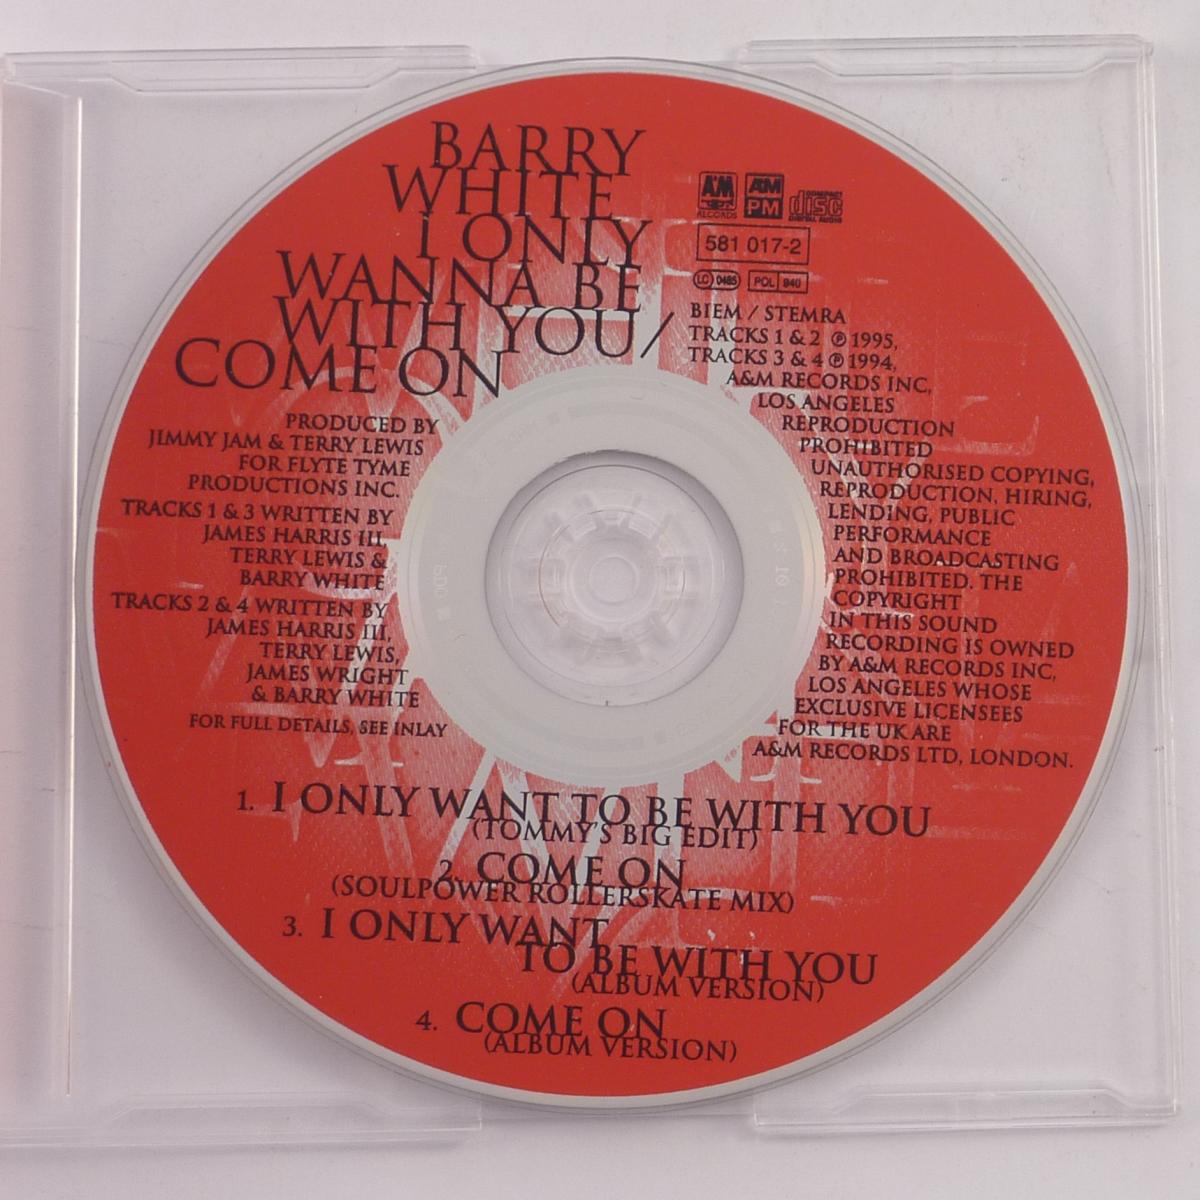 BARRY
WHITE
I ONLY
WANNA BE
WITH YOU /
COME ON
A&M
RECORDS
AM
PM
COMPACT
disc
DIGITAL AUDIO
581 017-2
LC 0485
POL 940
BIEM / STEMRA
TRACKS 1 & 2 ℗ 1995,
TRACKS 3 & 4 ℗ 1994,
A&M RECORDS INC,
LOS ANGELES
REPRODUCTION
PROHIBITED
UNAUTHORISED COPYING,
REPRODUCTION, HIRING,
LENDING, PUBLIC
PERFORMANCE
AND BROADCASTING
PROHIBITED. THE
COPYRIGHT
IN THIS SOUND
RECORDING IS OWNED
BY A&M RECORDS INC,
LOS ANGELES WHOSE
EXCLUSIVE LICENSEES
FOR THE UK ARE
A&M RECORDS LTD, LONDON.
PRODUCED BY
JIMMY JAM & TERRY LEWIS
FOR FLYTE TYME
PRODUCTIONS INC.
TRACKS 1 & 3 WRITTEN BY
JAMES HARRIS III,
TERRY LEWIS &
BARRY WHITE
TRACKS 2 & 4 WRITTEN BY
JAMES HARRIS III,
TERRY LEWIS,
JAMES WRIGHT
& BARRY WHITE
FOR FULL DETAILS, SEE INLAY
1. I ONLY WANT TO BE WITH YOU
(TOMMY'S BIG EDIT)
2. COME ON
(SOULPOWER ROLLERSKATE MIX)
3. I ONLY WANT
TO BE WITH YOU
(ALBUM VERSION)
4. COME ON
(ALBUM VERSION)